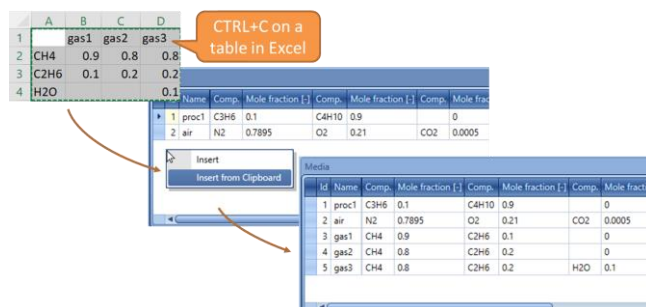 A B C D
1 gas1 gas2 gas3
2 CH4 0.9 0.8 0.8
3 C2H6 0.1 0.2 0.2
4 H2O 0.1
CTRL+C on a
table in Excel
Name Comp. Mole fraction [-] Comp. Mole fraction [-] Comp. Mole frac
1 proc1 C3H6 0.1 C4H10 0.9 0
2 air N2 0.7895 O2 0.21 CO2 0.0005
Insert
Insert from Clipboard
Media
Id Name Comp. Mole fraction [-] Comp. Mole fraction [-] Comp. Mole fracti
1 proc1 C3H6 0.1 C4H10 0.9 0
2 air N2 0.7895 O2 0.21 CO2 0.0005
3 gas1 CH4 0.9 C2H6 0.1 0
4 gas2 CH4 0.8 C2H6 0.2 0
5 gas3 CH4 0.8 C2H6 0.2 H2O 0.1